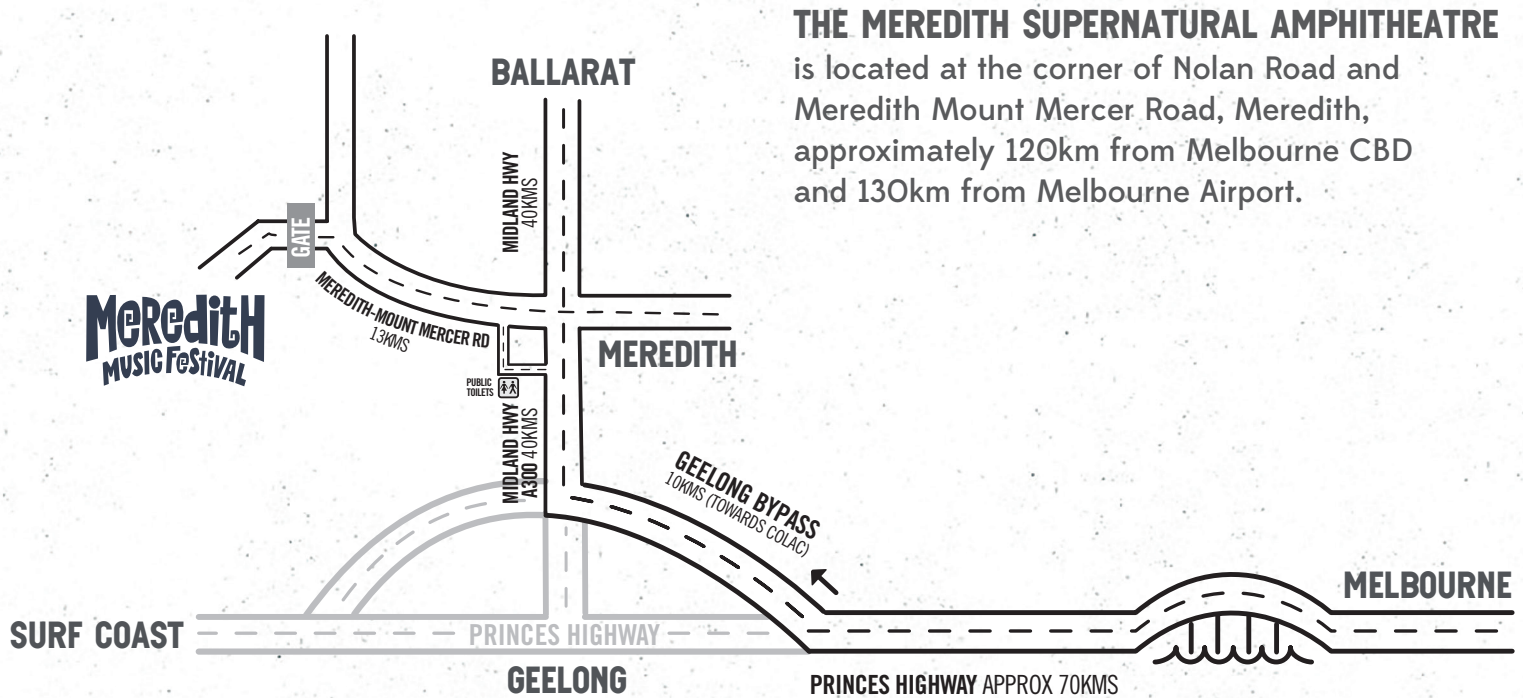 THE MEREDITH SUPERNATURAL AMPHITHEATRE
is located at the corner of Nolan Road and
Meredith Mount Mercer Road, Meredith,
approximately 120km from Melbourne CBD
and 130km from Melbourne Airport.
BALLARAT
MIDLAND HWY
40KMS
GATE
MEREDITH-MOUNT MERCER RD
13KMS
MEREDITH
MUSIC FESTIVAL
MEREDITH
PUBLIC
TOILETS
MIDLAND HWY
A300 40KMS
GEELONG BYPASS
10KMS (TOWARDS COLAC)
MELBOURNE
SURF COAST
PRINCES HIGHWAY
GEELONG
PRINCES HIGHWAY APPROX 70KMS